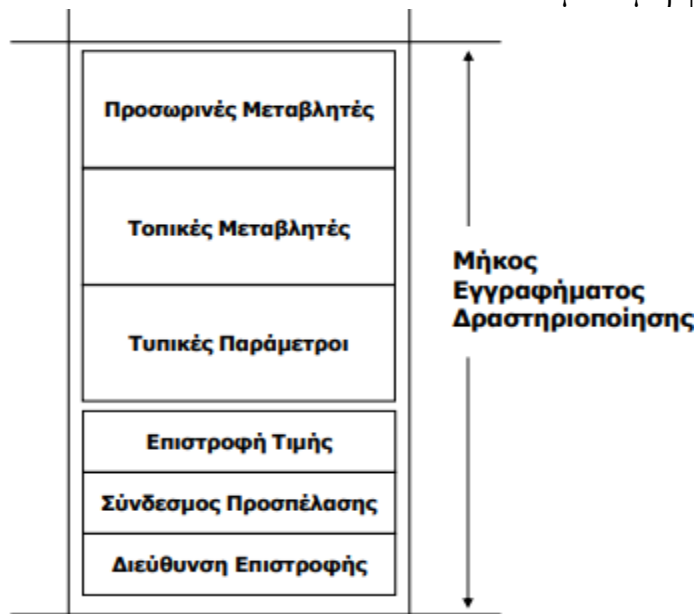 Προσωρινές Μεταβλητές
Τοπικές Μεταβλητές
Τυπικές Παράμετροι
Επιστροφή Τιμής
Σύνδεσμος Προσπέλασης
Διεύθυνση Επιστροφής
Μήκος
Εγγραφήματος
Δραστηριοποίησης